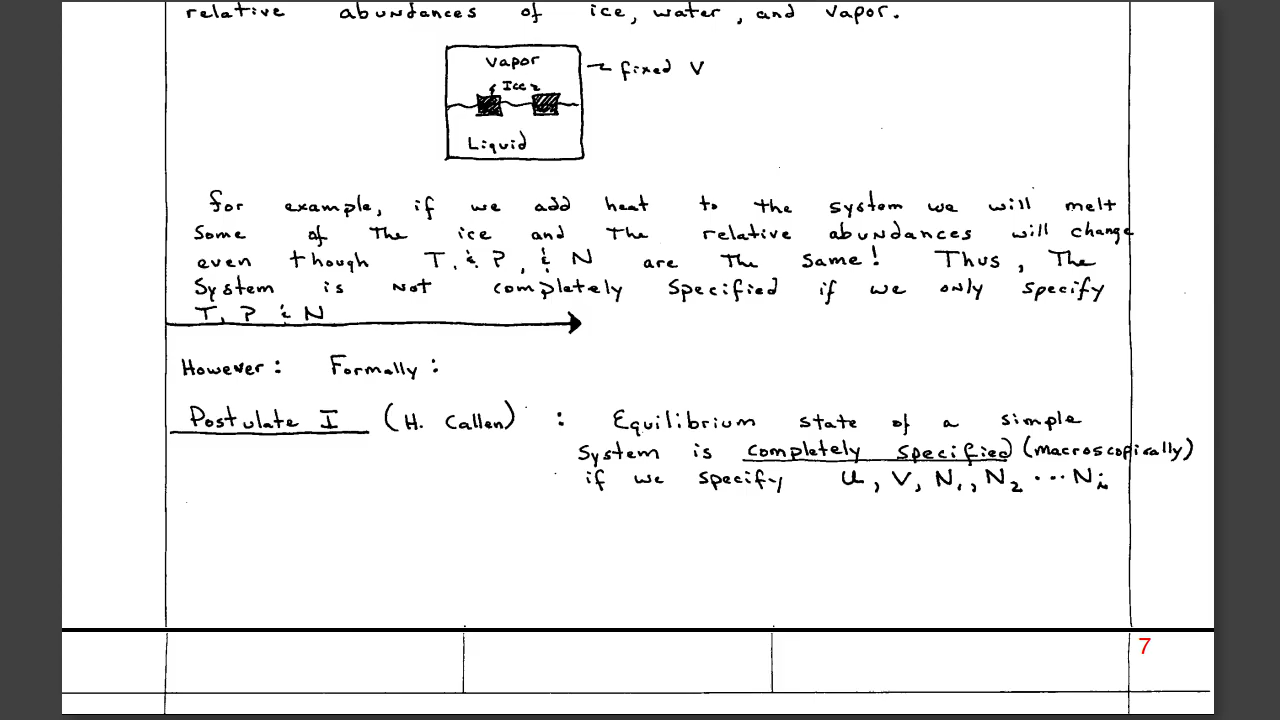 relative abundances of ice, water, and vapor.
vapor
fixed V
Ice
Liquid
for example, if we add heat to the system we will melt
some of the ice and the relative abundances will change
even though T, & P, & N are the same! Thus, the
system is not completely specified if we only specify
T, P & N
However: Formally:
Postulate I (H. Callen) : Equilibrium state of a simple
system is completely specified (macroscopically)
if we specify U, V, N1, N2 ... Ni
7